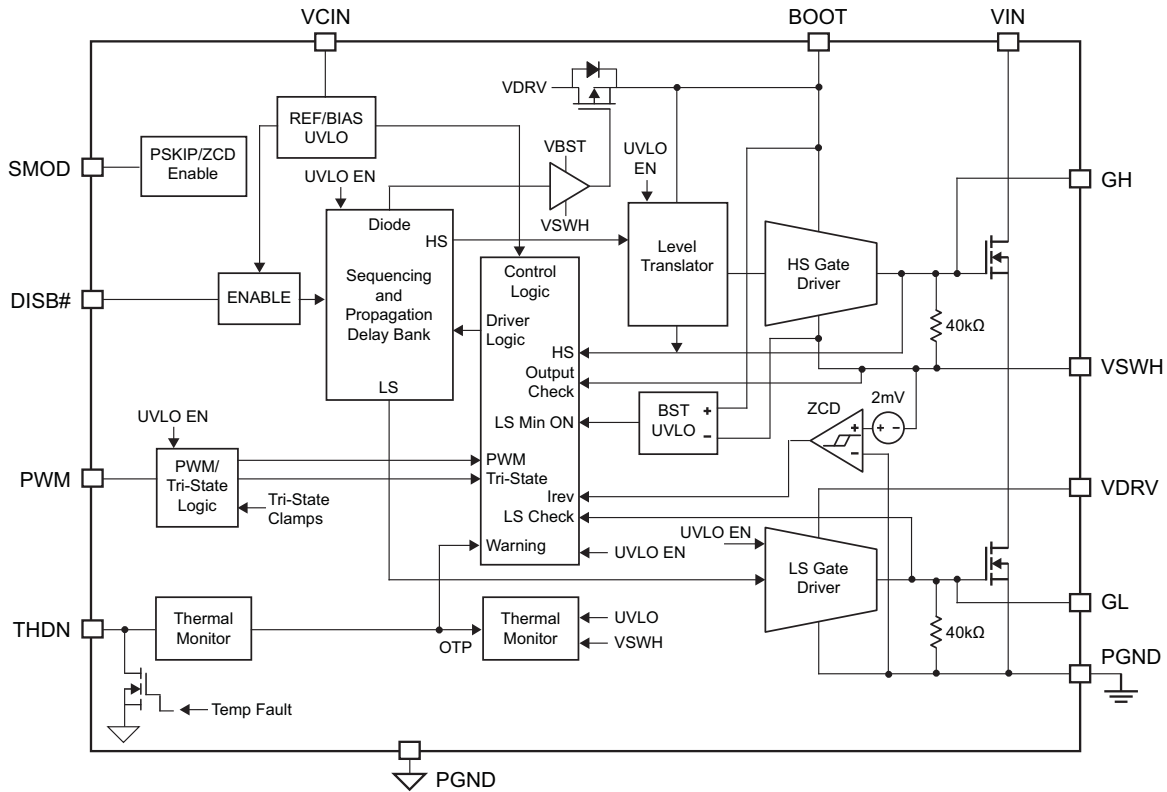 VCIN
BOOT
VIN
VDRV
REF/BIAS
UVLO
SMOD
PSKIP/ZCD
Enable
VBST
UVLO
EN
UVLO EN
GH
VSWH
Diode
HS
Level
Translator
HS Gate
Driver
Control
Logic
Sequencing
and
Propagation
Delay Bank
DISB#
ENABLE
Driver
Logic
40kΩ
HS
Output
Check
VSWH
LS
2mV
ZCD
BST
UVLO
+
–
+ -
+
–
LS Min ON
UVLO EN
PWM
PWM/
Tri-State
Logic
PWM
Tri-State
VDRV
Tri-State
Clamps
Irev
LS Check
UVLO EN
Warning
UVLO EN
LS Gate
Driver
GL
THDN
Thermal
Monitor
OTP
Thermal
Monitor
UVLO
VSWH
40kΩ
PGND
Temp Fault
PGND